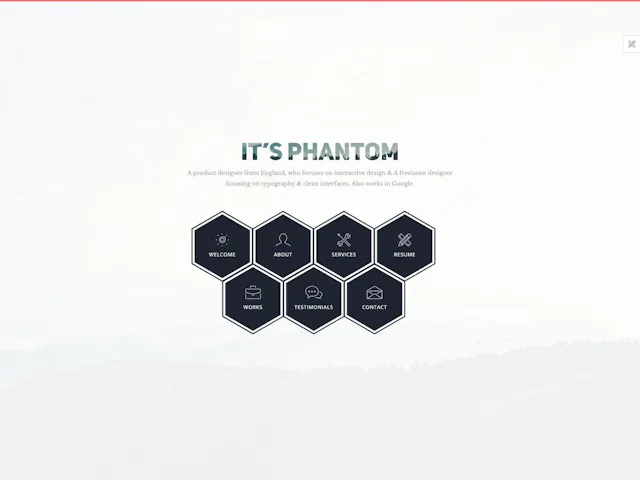 IT'S PHANTOM
A product designer from England, who focuses on interactive design & A freelance designer
focusing on typography & clean interfaces. Also works in Google.
WELCOME
ABOUT
SERVICES
RESUME
WORKS
TESTIMONIALS
CONTACT